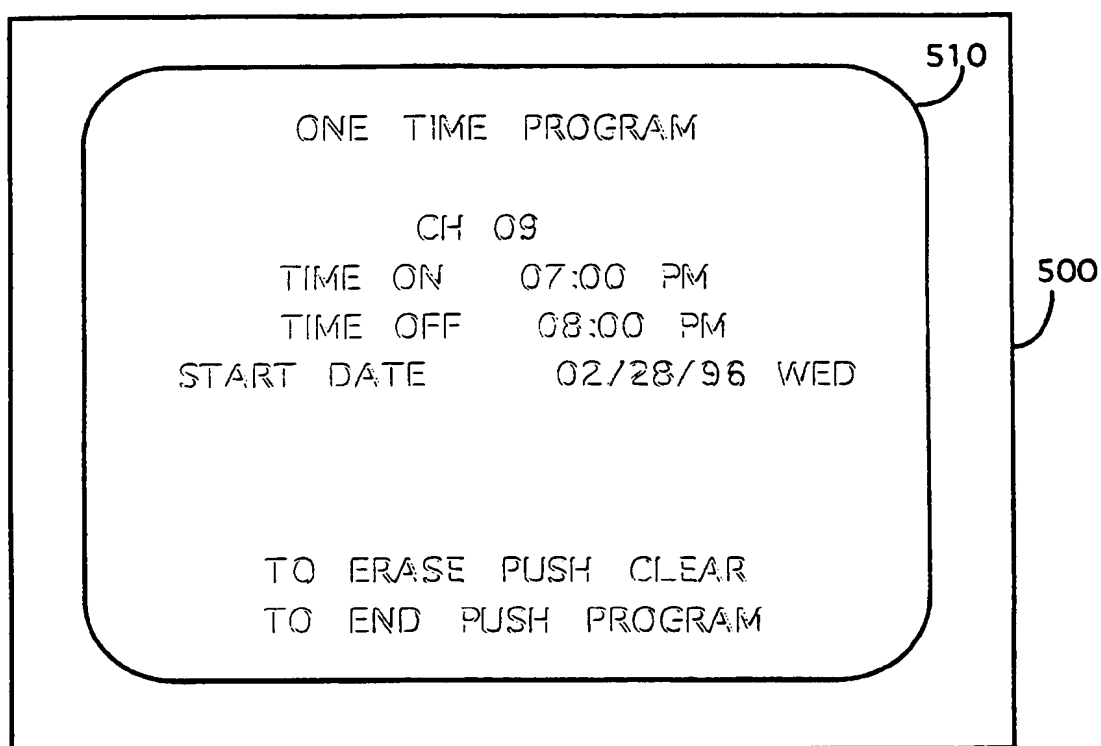 510
ONE TIME PROGRAM
CH 09
TIME ON 07:00 PM
500
TIME OFF 08:00 PM
START DATE 02/28/96 WED
TO ERASE PUSH CLEAR
TO END PUSH PROGRAM